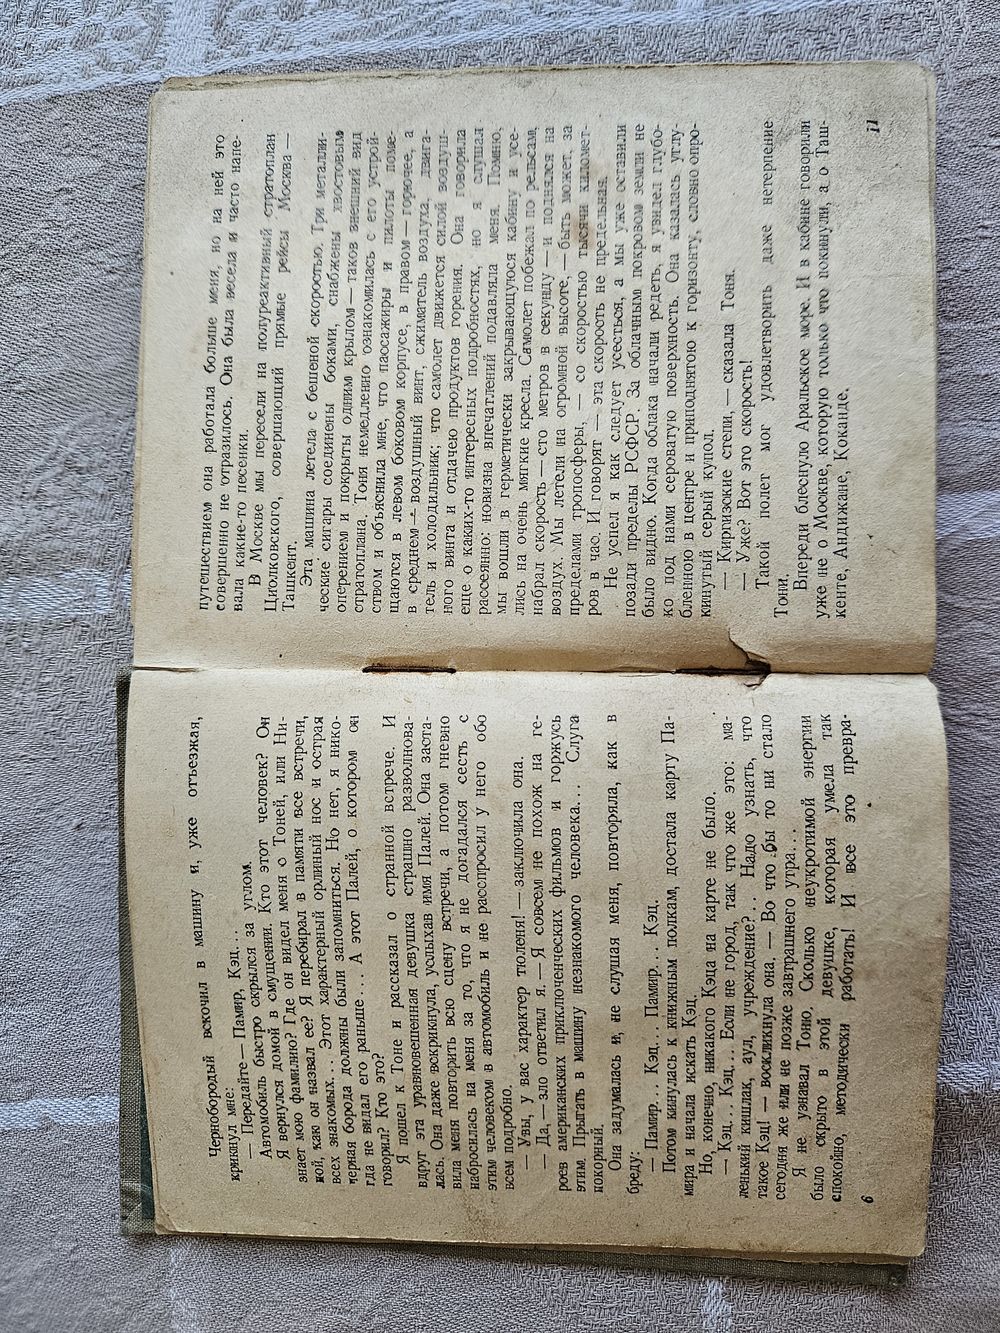 Чернобородый вскочил в машину и, уже отъезжая,
крикнул мне:
— Передайте — Памир, Кэц...
Автомобиль быстро скрылся за углом.
Я вернулся домой в смущении. Кто этот человек? Он
знает мою фамилию? Где он видел меня с Тоней, или Ни-
ной, как он назвал ее? Я перебирал в памяти все встречи,
всех знакомых... Этот характерный орлиный нос и острая
черная борода должны были запомниться. Но нет, я нико-
гда не видал его раньше... А этот Палей, о котором он
говорил? Кто это?
Я пошел к Тоне и рассказал о странной встрече. И
вдруг эта уравновешенная девушка страшно разволнова-
лась. Она даже вскрикнула, услыхав имя Палей. Она заста-
вила меня повторить всю сцену встречи, а потом гневно
набросилась на меня за то, что я не догадался сесть с
этим человеком в автомобиль и не расспросил у него обо
всем подробно.
— Увы, у вас характер тюленя! — заключила она.
— Да, — зло ответил я. — Я совсем не похож на ге-
роев американских приключенческих фильмов и горжусь
этим. Прыгать в машину незнакомого человека... Слуга
покорный.
Она задумалась и, не слушая меня, повторяла, как в
бреду:
— Памир... Кэц... Памир... Кэц.
Потом кинулась к книжным полкам, достала карту Па-
мира и начала искать Кэц.
Но, конечно, никакого Кэца на карте не было.
— Кэц... Кэц... Если не город, так что же это: ма-
ленький кишлак, аул, учреждение?.. Надо узнать, что
такое Кэц! — воскликнула она. — Во что бы то ни стало
сегодня же или не позже завтрашнего утра...
Я не узнавал Тоню. Сколько неукротимой энергии
было скрыто в этой девушке, которая умела так
спокойно, методически работать! И все это превра-
6
путешествием она работала больше меня, но на ней это
совершенно не отразилось. Она была весела и часто напе-
вала какие-то песенки.
В Москве мы пересели на полуреактивный стратоплан
Циолковского, совершающий прямые рейсы Москва —
Ташкент.
Эта машина летела с бешеной скоростью. Три металли-
ческие сигары соединены боками, снабжены хвостовым
оперением и покрыты одним крылом — таков внешний вид
стратоплана. Тоня немедленно ознакомилась с его устрой-
ством и объяснила мне, что пассажиры и пилоты поме-
щаются в левом боковом корпусе, в правом — горючее, а
в среднем — воздушный винт, сжиматель воздуха, двига-
тель и холодильник; что самолет движется силой воздуш-
ного винта и отдачею продуктов горения. Она говорила
еще о каких-то интересных подробностях, но я слушал
рассеянно: новизна впечатлений подавляла меня. Помню,
мы вошли в герметически закрывающуюся кабину и усе-
лись на очень мягкие кресла. Самолет побежал по рельсам,
набрал скорость — сто метров в секунду — и поднялся на
воздух. Мы летели на огромной высоте, — быть может, за
пределами тропосферы, — со скоростью тысячи километ-
ров в час. И говорят — эта скорость не предельная.
Не успел я как следует усесться, а мы уже оставили
позади пределы РСФСР. За облачным покровом земли не
было видно. Когда облака начали редеть, я увидел глубо-
ко под нами сероватую поверхность. Она казалась углу-
бленною в центре и приподнятою к горизонту, словно опро-
кинутый серый купол.
— Киргизские степи, — сказала Тоня.
— Уже? Вот это скорость!
Такой полет мог удовлетворить даже нетерпение
Тони.
Впереди блеснуло Аральское море. И в кабине говорили
уже не о Москве, которую только что покинули, а о Таш-
кенте, Андижане, Коканде.
11